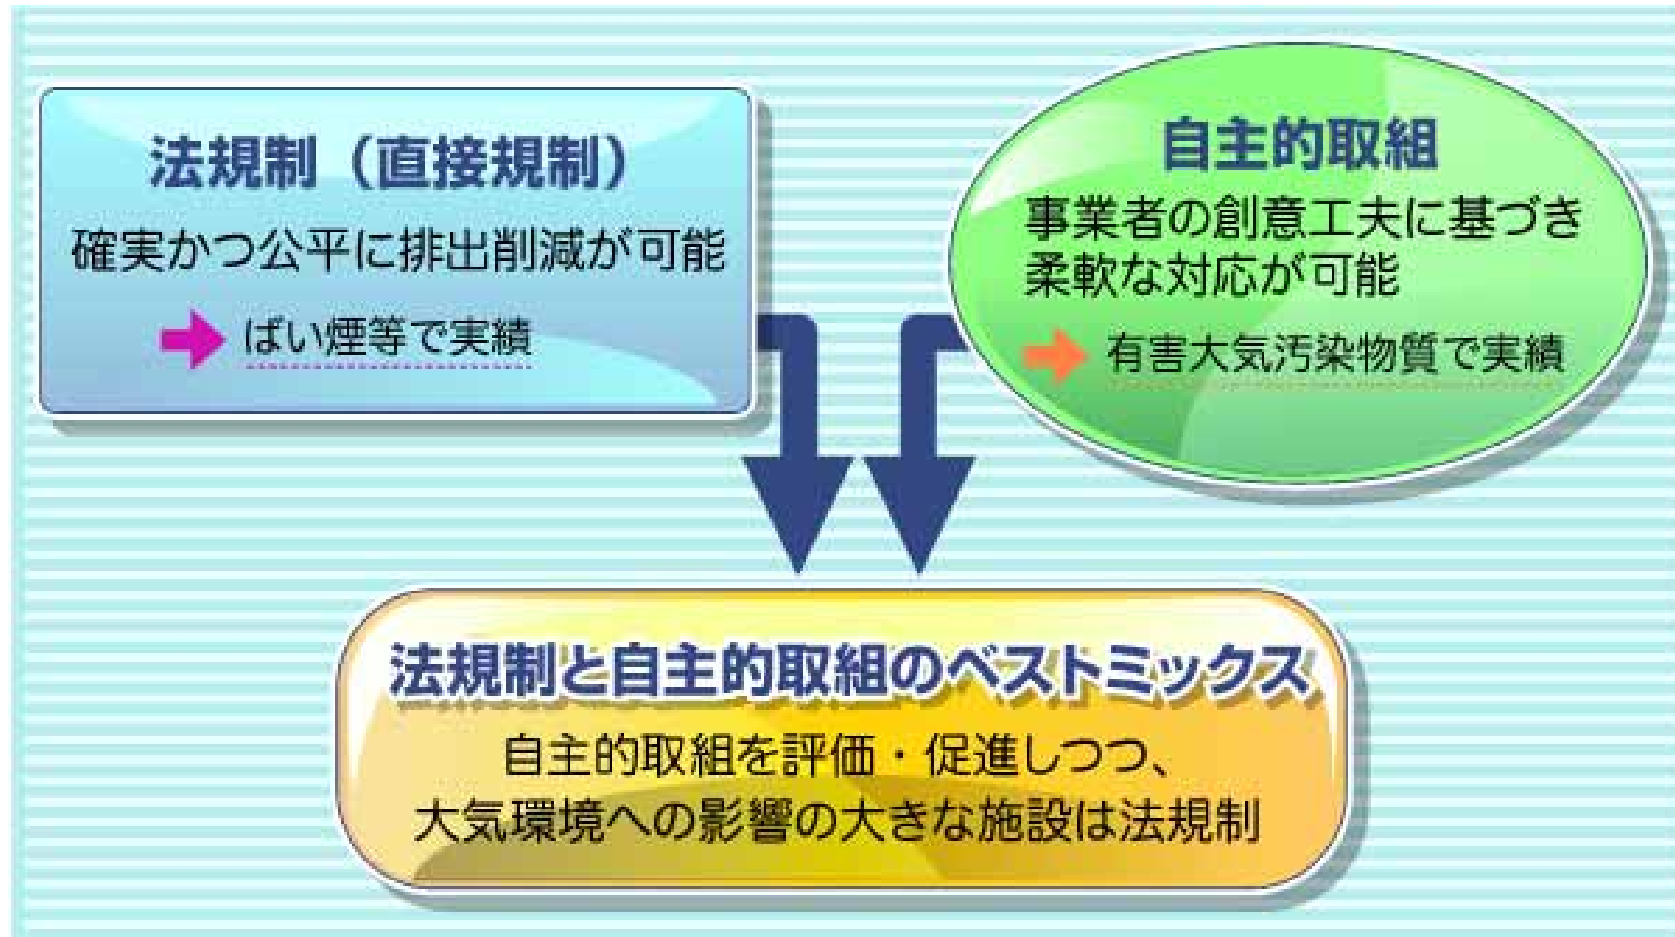 法規制（直接規制）
確実かつ公平に排出削減が可能
ばい煙等で実績
自主的取組
事業者の創意工夫に基づき
柔軟な対応が可能
有害大気汚染物質で実績
法規制と自主的取組のベストミックス
自主的取組を評価・促進しつつ、
大気環境への影響の大きな施設は法規制